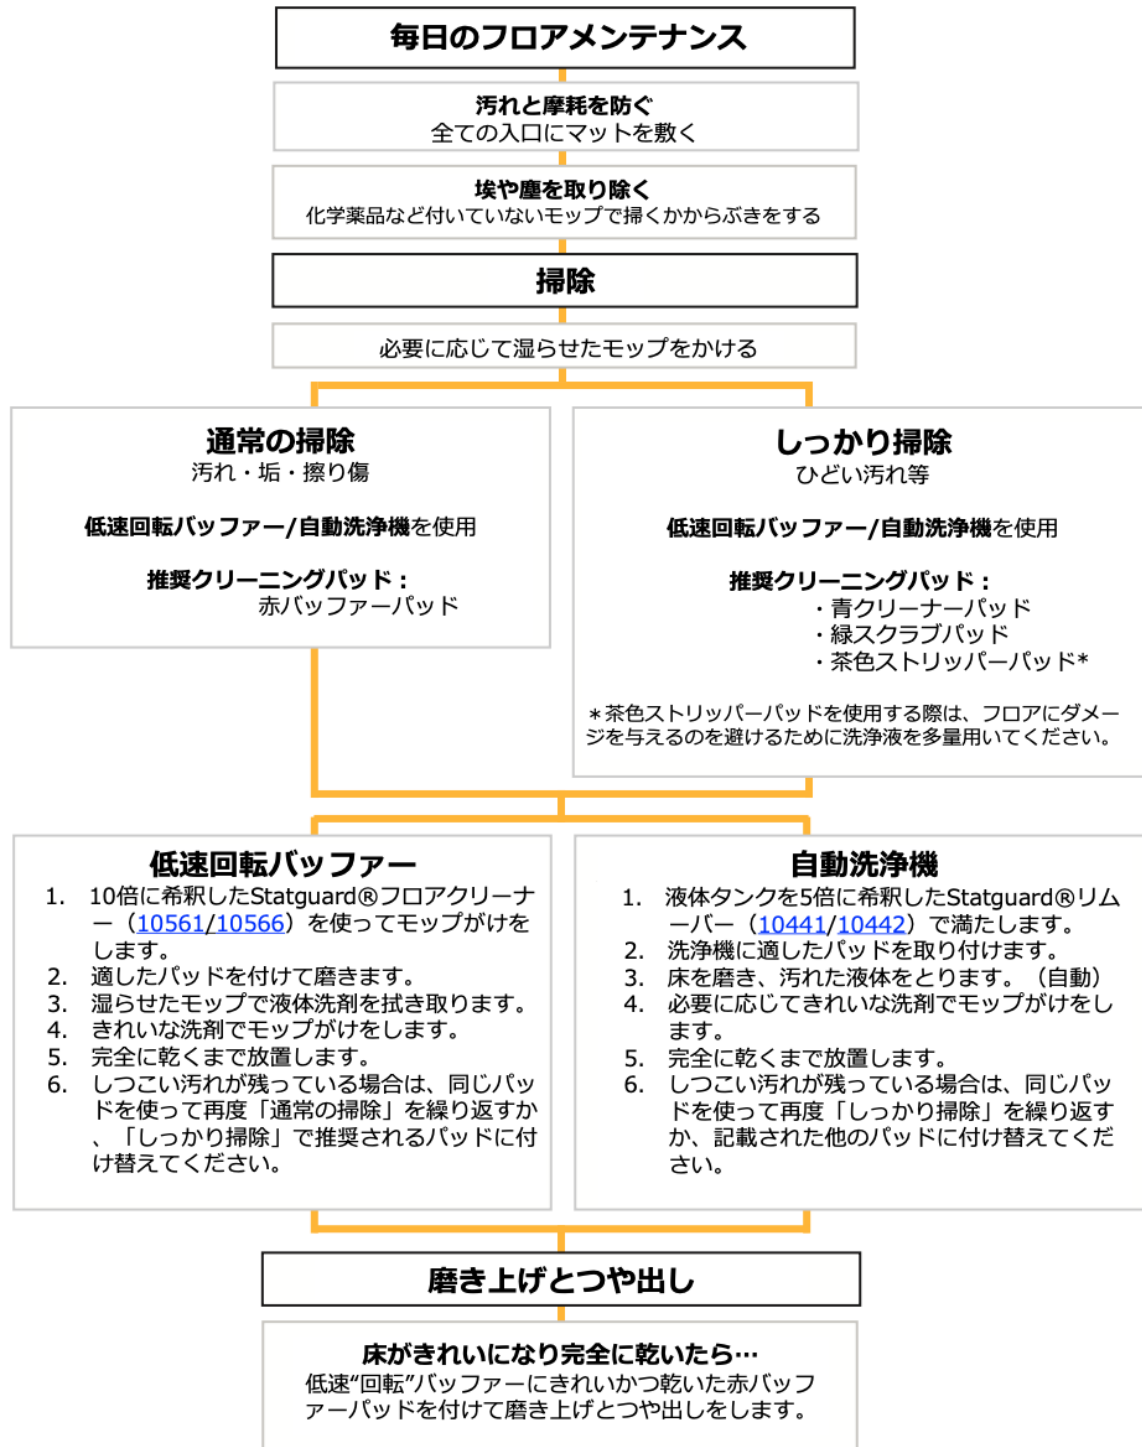 毎日のフロアメンテナンス
汚れと摩耗を防ぐ
全ての入口にマットを敷く
埃や塵を取り除く
化学薬品など付いていないモップで掃くかからぶきをする
掃除
必要に応じて湿らせたモップをかける
通常の掃除
汚れ・垢・擦り傷
低速回転バッファー/自動洗浄機を使用
推奨クリーニングパッド：
赤バッファーパッド
しっかり掃除
ひどい汚れ等
低速回転バッファー/自動洗浄機を使用
推奨クリーニングパッド：
・青クリーナーパッド
・緑スクラブパッド
・茶色ストリッパーパッド*
＊茶色ストリッパーパッドを使用する際は、フロアにダメー
ジを与えるのを避けるために洗浄液を多量用いてください。
低速回転バッファー
1. 10倍に希釈したStatguard®フロアクリーナ
ー（10561/10566）を使ってモップがけを
します。
2. 適したパッドを付けて磨きます。
3. 湿らせたモップで液体洗剤を拭き取ります。
4. きれいな洗剤でモップがけをします。
5. 完全に乾くまで放置します。
6. しつこい汚れが残っている場合は、同じパッ
ドを使って再度「通常の掃除」を繰り返すか
、「しっかり掃除」で推奨されるパッドに付
け替えてください。
自動洗浄機
1. 液体タンクを5倍に希釈したStatguard®リム
ーバー（10441/10442）で満たします。
2. 洗浄機に適したパッドを取り付けます。
3. 床を磨き、汚れた液体をとります。（自動）
4. 必要に応じてきれいな洗剤でモップがけをし
ます。
5. 完全に乾くまで放置します。
6. しつこい汚れが残っている場合は、同じパッ
ドを使って再度「しっかり掃除」を繰り返す
か、記載された他のパッドに付け替えてくだ
さい。
磨き上げとつや出し
床がきれいになり完全に乾いたら…
低速“回転”バッファーにきれいかつ乾いた赤バッフ
ァーパッドを付けて磨き上げとつや出しをします。